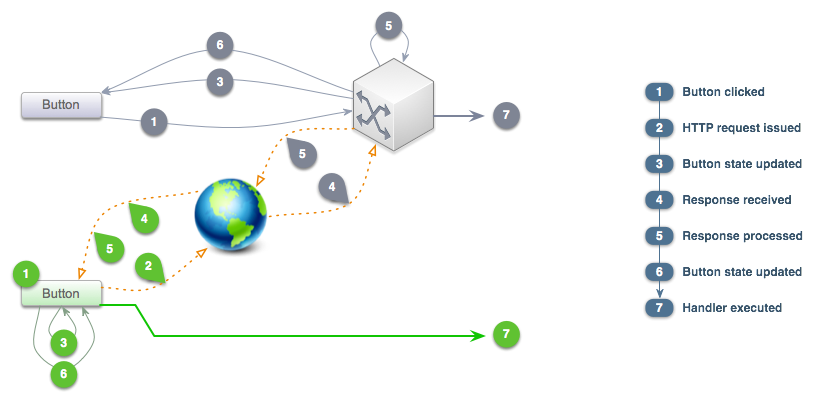 5
6
3
Button
1
7
5
4
4
5
2
1
Button
3
6
7
1 Button clicked
2 HTTP request issued
3 Button state updated
4 Response received
5 Response processed
6 Button state updated
7 Handler executed